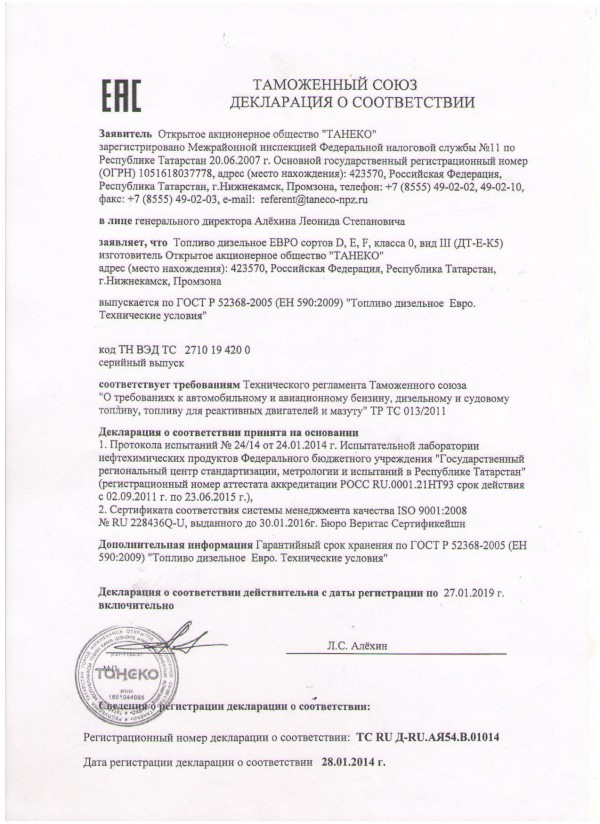 EAC
ТАМОЖЕННЫЙ СОЮЗ
ДЕКЛАРАЦИЯ О СООТВЕТСТВИИ
Заявитель Открытое акционерное общество "ТАНЕКО"
зарегистрировано Межрайонной инспекцией Федеральной налоговой службы №11 по
Республике Татарстан 20.06.2007 г. Основной государственный регистрационный номер
(ОГРН) 1051618037778, адрес (место нахождения): 423570, Российская Федерация,
Республика Татарстан, г.Нижнекамск, Промзона, телефон: +7 (8555) 49-02-02, 49-02-10,
факс: +7 (8555) 49-02-03, e-mail: referent@taneco-npz.ru
в лице генерального директора Алёхина Леонида Степановича
заявляет, что Топливо дизельное ЕВРО сортов D, E, F, класса 0, вид III (ДТ-Е-К5)
изготовитель Открытое акционерное общество "ТАНЕКО"
адрес (место нахождения): 423570, Российская Федерация, Республика Татарстан,
г.Нижнекамск, Промзона
выпускается по ГОСТ Р 52368-2005 (ЕН 590:2009) "Топливо дизельное Евро.
Технические условия"
код ТН ВЭД ТС 2710 19 420 0
серийный выпуск
соответствует требованиям Технического регламента Таможенного союза
"О требованиях к автомобильному и авиационному бензину, дизельному и судовому
топливу, топливу для реактивных двигателей и мазуту" ТР ТС 013/2011
Декларация о соответствии принята на основании
1. Протокола испытаний № 24/14 от 24.01.2014 г. Испытательной лаборатории
нефтехимических продуктов Федерального бюджетного учреждения "Государственный
региональный центр стандартизации, метрологии и испытаний в Республике Татарстан"
(регистрационный номер аттестата аккредитации РОСС RU.0001.21НТ93 срок действия
с 02.09.2011 г. по 23.06.2015 г.),
2. Сертификата соответствия системы менеджмента качества ISO 9001:2008
№ RU 228436Q-U, выданного до 30.01.2016г. Бюро Веритас Сертификейшн
Дополнительная информация Гарантийный срок хранения по ГОСТ Р 52368-2005 (ЕН
590:2009) "Топливо дизельное Евро. Технические условия"
Декларация о соответствии действительна с даты регистрации по 27.01.2019 г.
включительно
Л.С. Алёхин
М.П.
ТАНЕКО
ИНН
Сведения о регистрации декларации о соответствии:
Регистрационный номер декларации о соответствии: ТС RU Д-RU.АЯ54.В.01014
Дата регистрации декларации о соответствии 28.01.2014 г.